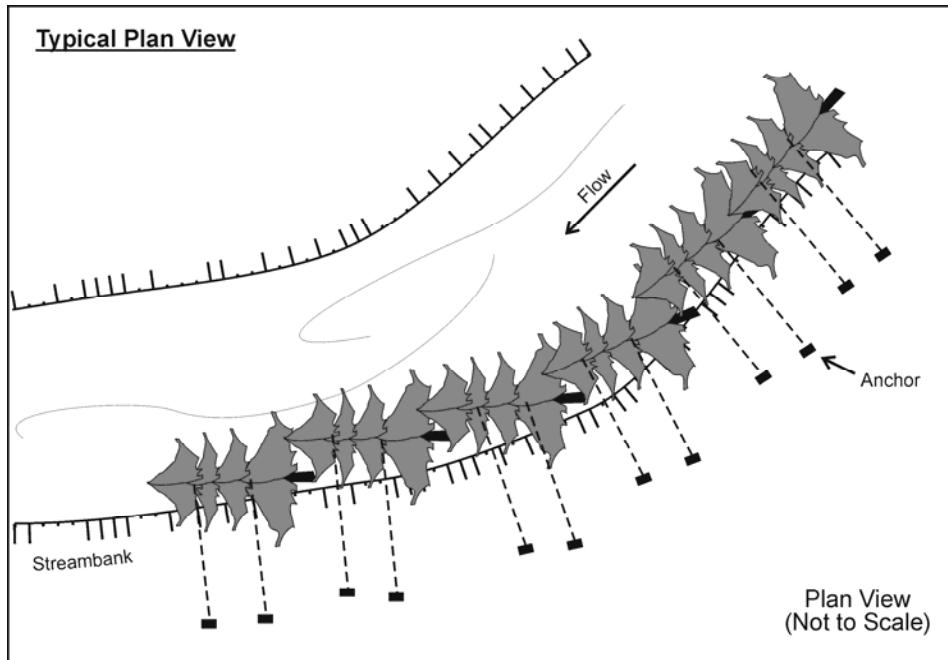 Typical Plan View
Flow
Anchor
Streambank
Plan View
(Not to Scale)